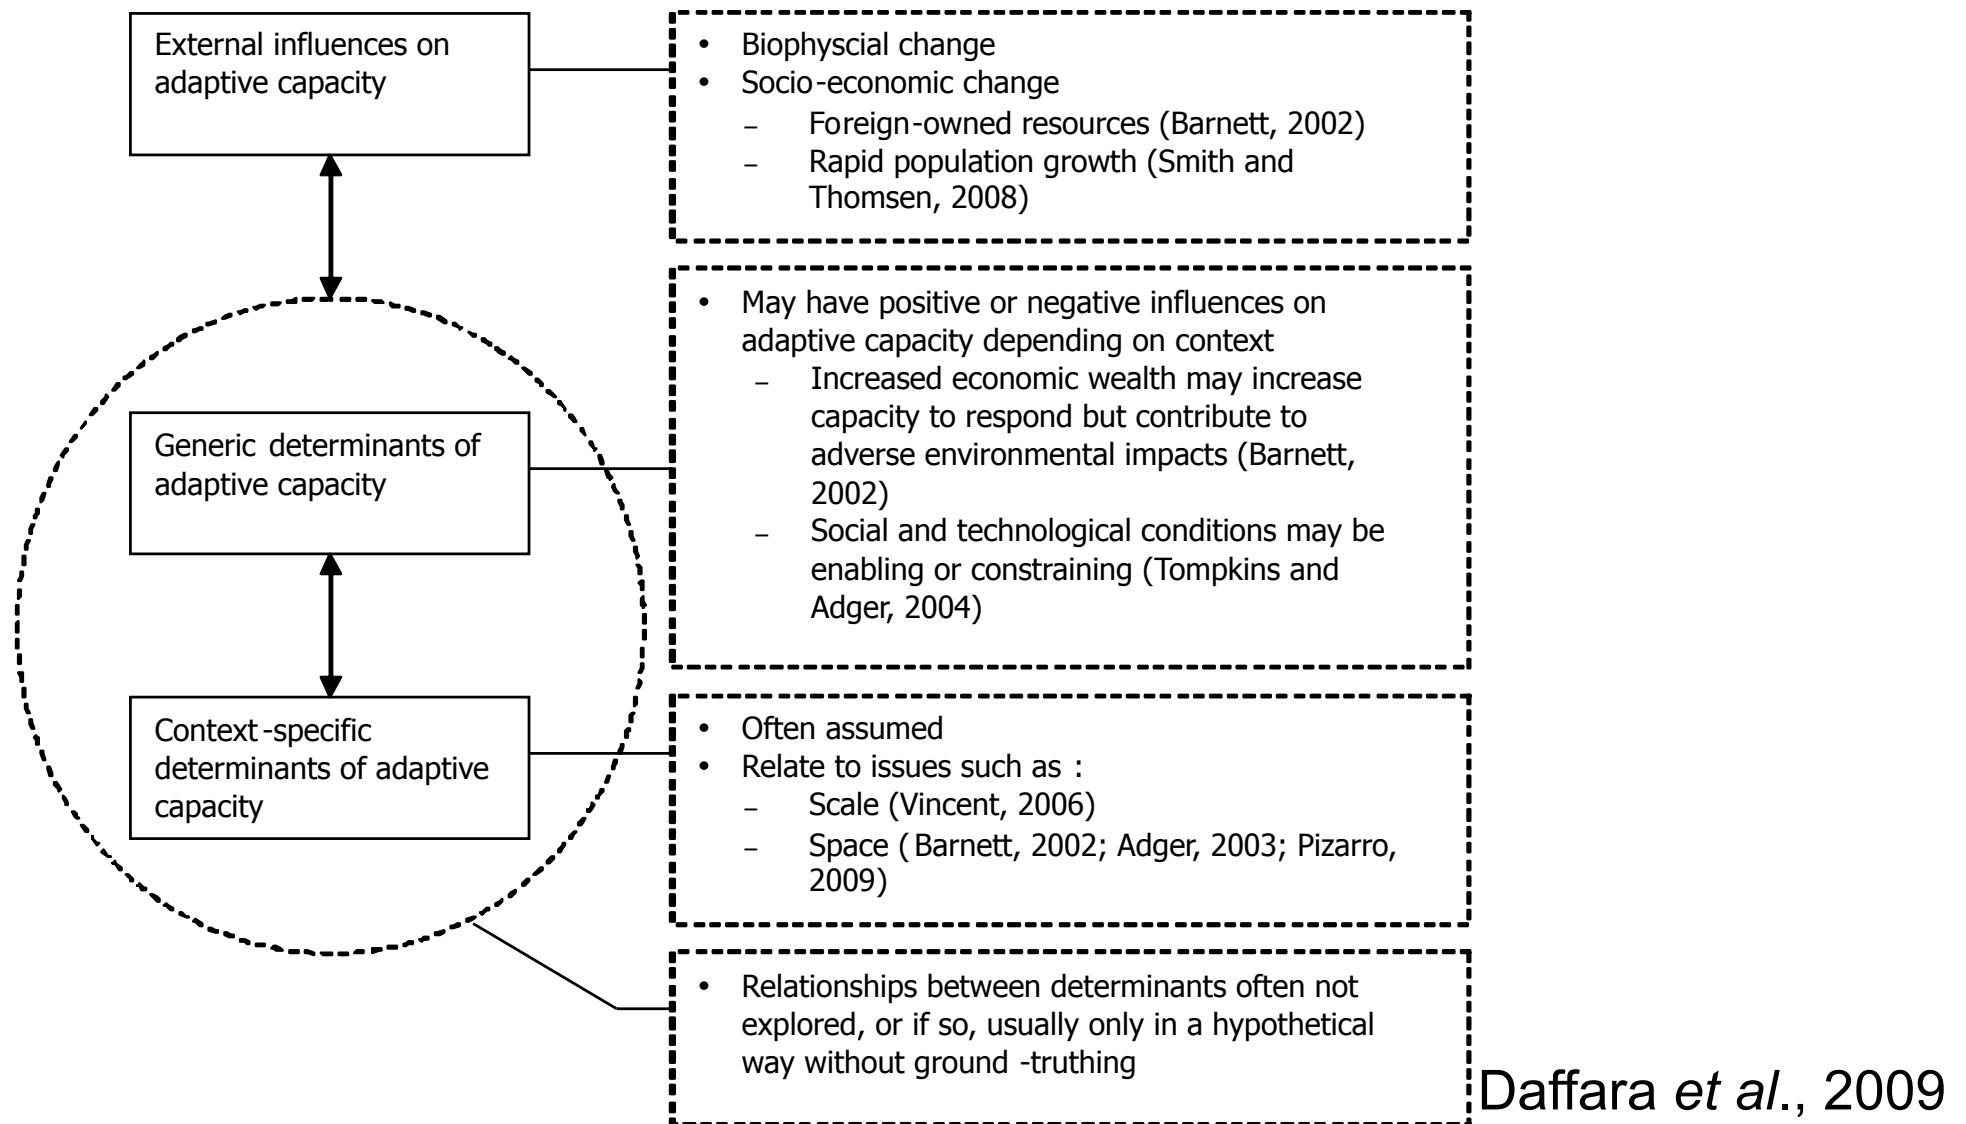 External influences on
adaptive capacity
• Biophyscial change
• Socio-economic change
– Foreign-owned resources (Barnett, 2002)
– Rapid population growth (Smith and
Thomsen, 2008)
Generic determinants of
adaptive capacity
• May have positive or negative influences on
adaptive capacity depending on context
– Increased economic wealth may increase
capacity to respond but contribute to
adverse environmental impacts (Barnett,
2002)
– Social and technological conditions may be
enabling or constraining (Tompkins and
Adger, 2004)
Context-specific
determinants of adaptive
capacity
• Often assumed
• Relate to issues such as :
– Scale (Vincent, 2006)
– Space (Barnett, 2002; Adger, 2003; Pizarro,
2009)
• Relationships between determinants often not
explored, or if so, usually only in a hypothetical
way without ground -truthing
Daffara et al., 2009